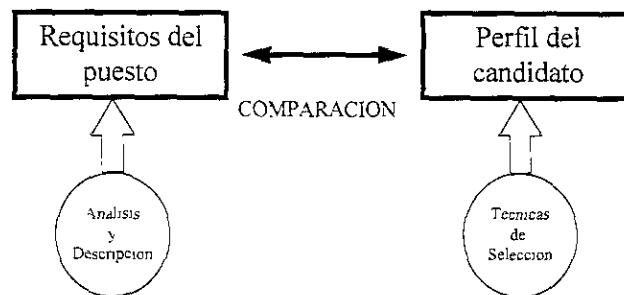 Requisitos del
puesto
Perfil del
candidato
COMPARACION
Analisis
y
Descripcion
Tecnicas
de
Seleccion